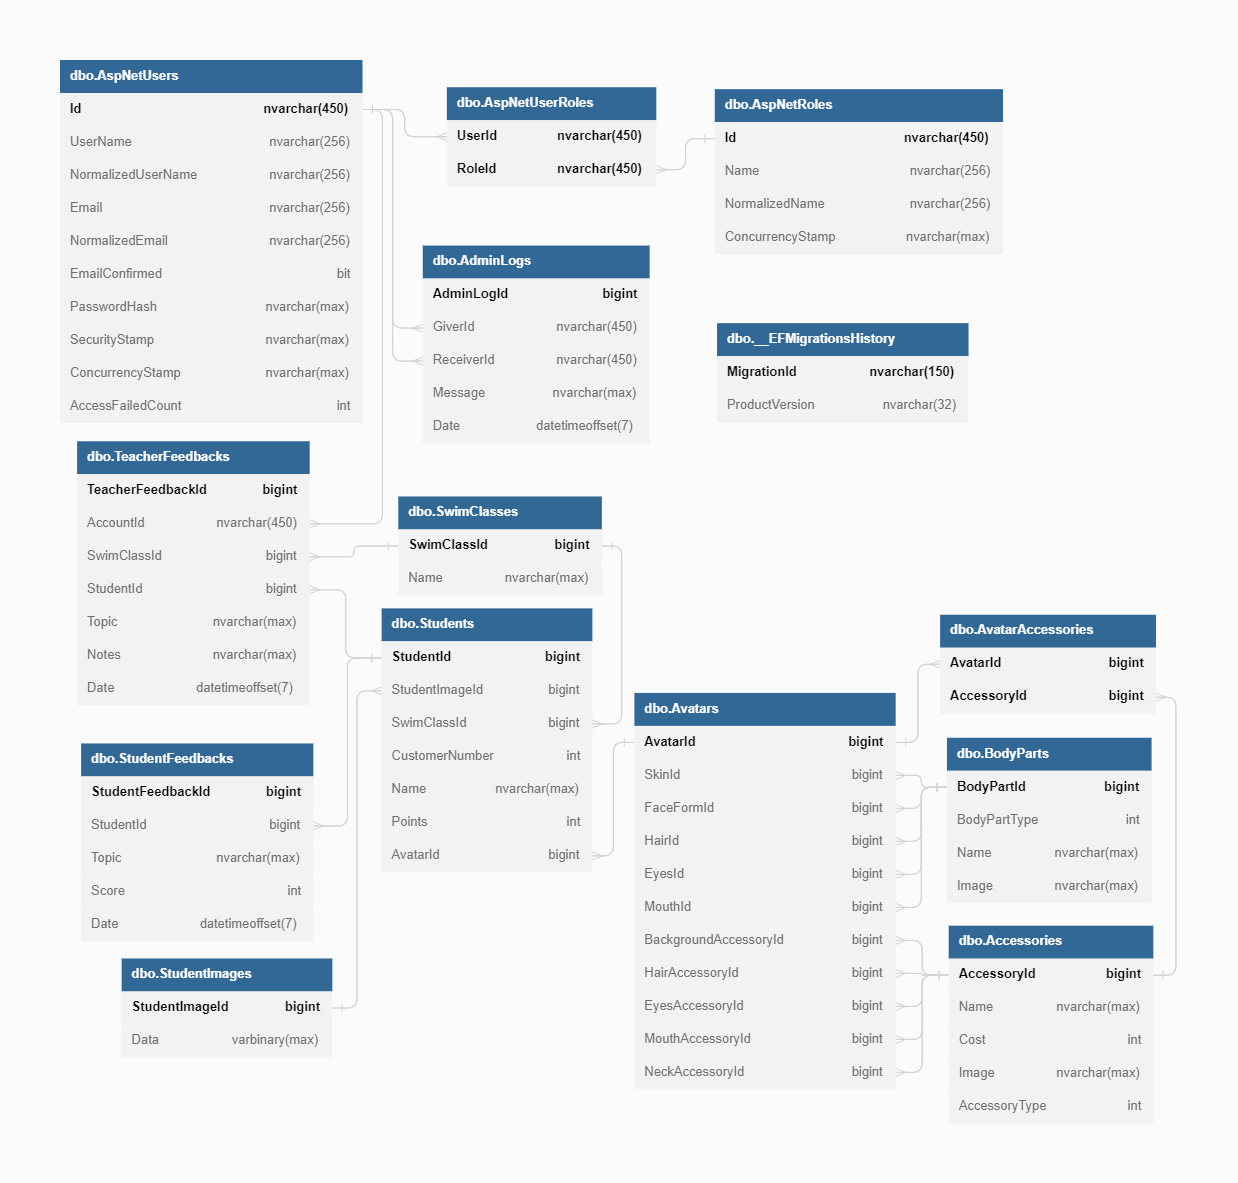 dbo.AspNetUsers
Id nvarchar(450)
UserName nvarchar(256)
NormalizedUserName nvarchar(256)
Email nvarchar(256)
NormalizedEmail nvarchar(256)
EmailConfirmed bit
PasswordHash nvarchar(max)
SecurityStamp nvarchar(max)
ConcurrencyStamp nvarchar(max)
AccessFailedCount int
dbo.AspNetUserRoles
UserId nvarchar(450)
RoleId nvarchar(450)
dbo.AspNetRoles
Id nvarchar(450)
Name nvarchar(256)
NormalizedName nvarchar(256)
ConcurrencyStamp nvarchar(max)
dbo.AdminLogs
AdminLogId bigint
GiverId nvarchar(450)
ReceiverId nvarchar(450)
Message nvarchar(max)
Date datetimeoffset(7)
dbo.__EFMigrationsHistory
MigrationId nvarchar(150)
ProductVersion nvarchar(32)
dbo.TeacherFeedbacks
TeacherFeedbackId bigint
AccountId nvarchar(450)
SwimClassId bigint
StudentId bigint
Topic nvarchar(max)
Notes nvarchar(max)
Date datetimeoffset(7)
dbo.SwimClasses
SwimClassId bigint
Name nvarchar(max)
dbo.Students
StudentId bigint
StudentImageId bigint
SwimClassId bigint
CustomerNumber int
Name nvarchar(max)
Points int
AvatarId bigint
dbo.StudentFeedbacks
StudentFeedbackId bigint
StudentId bigint
Topic nvarchar(max)
Score int
Date datetimeoffset(7)
dbo.StudentImages
StudentImageId bigint
Data varbinary(max)
dbo.Avatars
AvatarId bigint
SkinId bigint
FaceFormId bigint
HairId bigint
EyesId bigint
MouthId bigint
BackgroundAccessoryId bigint
HairAccessoryId bigint
EyesAccessoryId bigint
MouthAccessoryId bigint
NeckAccessoryId bigint
dbo.AvatarAccessories
AvatarId bigint
AccessoryId bigint
dbo.BodyParts
BodyPartId bigint
BodyPartType int
Name nvarchar(max)
Image nvarchar(max)
dbo.Accessories
AccessoryId bigint
Name nvarchar(max)
Cost int
Image nvarchar(max)
AccessoryType int